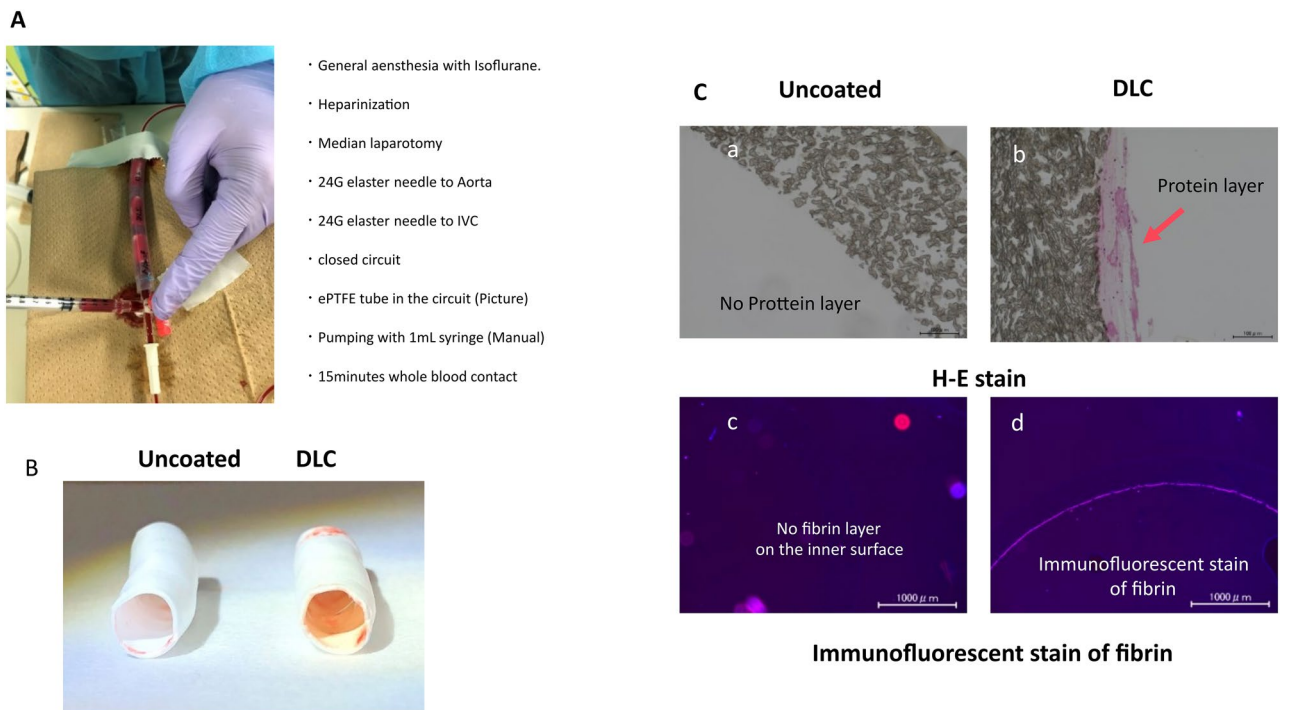 A
・General aensthesia with Isoflurane.
・Heparinization
・Median laparotomy
・24G elaster needle to Aorta
・24G elaster needle to IVC
・closed circuit
・ePTFE tube in the circuit (Picture)
・Pumping with 1mL syringe (Manual)
・15minutes whole blood contact
B
Uncoated DLC
C
Uncoated DLC
a
No Prottein layer
b
Protein layer
H-E stain
c
No fibrin layer
on the inner surface
1000 μm
d
Immunofluorescent stain
of fibrin
1000 μm
Immunofluorescent stain of fibrin